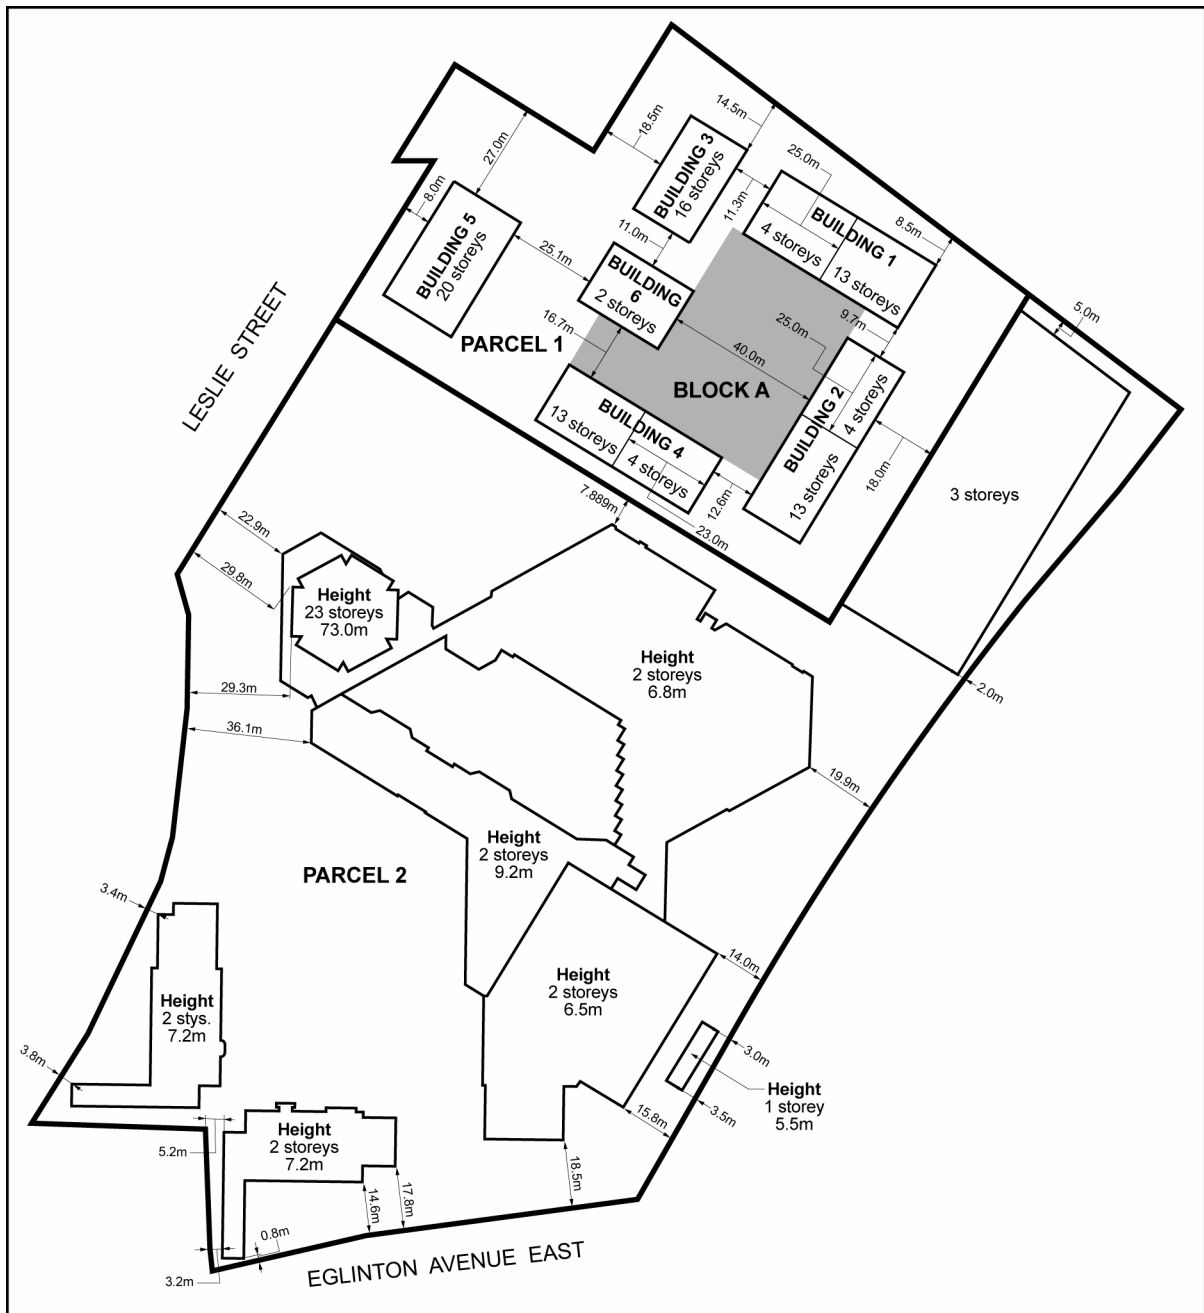 14.5m
18.5m
25.0m
27.0m
BUILDING 3
16 storeys
11.3m
8.0m
BUILDING 1
4 storeys
13 storeys
8.5m
BUILDING 5
20 storeys
11.0m
25.1m
BUILDING
6
2 storeys
5.0m
LESLIE STREET
16.7m
25.0m
9.7m
PARCEL 1
40.0m
BLOCK A
BUILDING 2
4 storeys
13 storeys
BUILDING 4
13 storeys
4 storeys
18.0m
3 storeys
12.6m
7.889m
23.0m
22.9m
29.8m
Height
23 storeys
73.0m
Height
2 storeys
6.8m
29.3m
2.0m
36.1m
19.9m
Height
2 storeys
9.2m
PARCEL 2
3.4m
14.0m
Height
2 storeys
6.5m
Height
2 stys.
7.2m
3.8m
3.0m
Height
1 storey
5.5m
3.5m
15.8m
Height
2 storeys
7.2m
5.2m
18.5m
14.6m
17.8m
0.8m
3.2m
EGLINTON AVENUE EAST